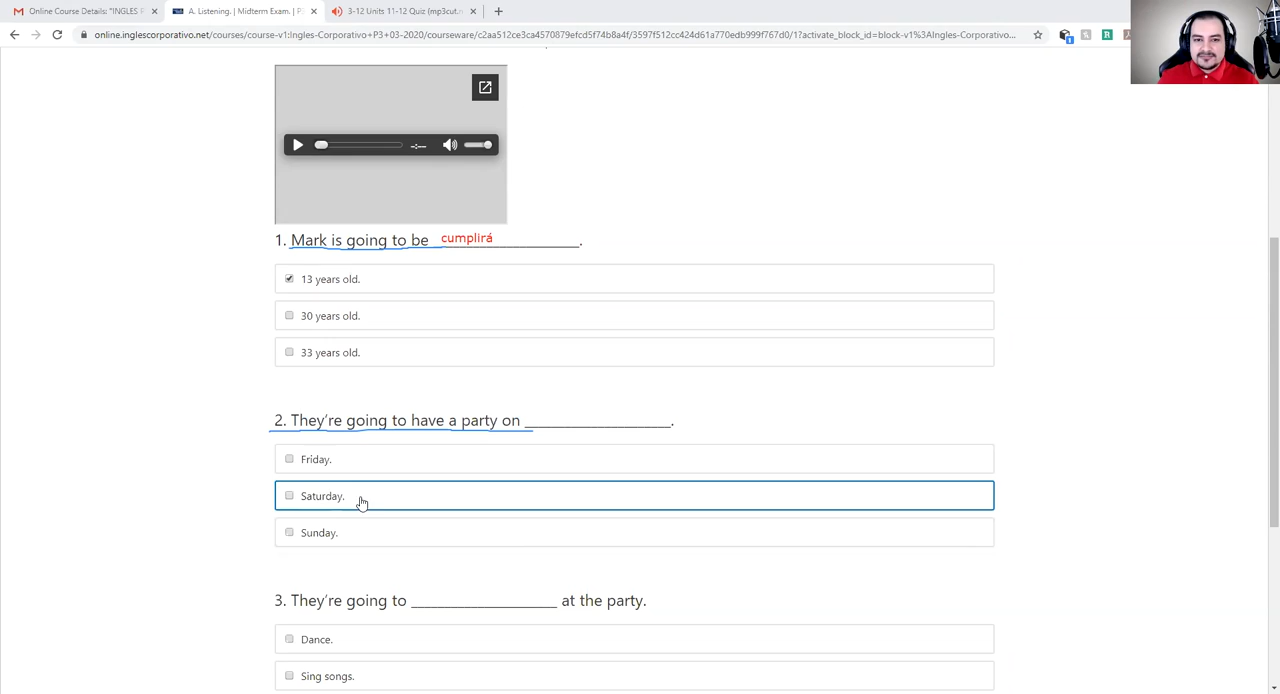 Online Course Details: "INGLES P
A. Listening. | Midterm Exam. | P
3-12 Units 11-12 Quiz (mp3cut.
online.inglescorporativo.net/courses/course-v1:Ingles-Corporativo+P3+03-2020/courseware/c2aa512ce3ca4570879efcd5f74b8a4f/3597f512cc424d61a770edb999f767d0/1?activate_block_id=block-v1%3AIngles-Corporativo...
-:--
1. Mark is going to be cumplirá ____________.
13 years old.
30 years old.
33 years old.
2. They're going to have a party on ____________________.
Friday.
Saturday.
Sunday.
3. They're going to ____________________ at the party.
Dance.
Sing songs.